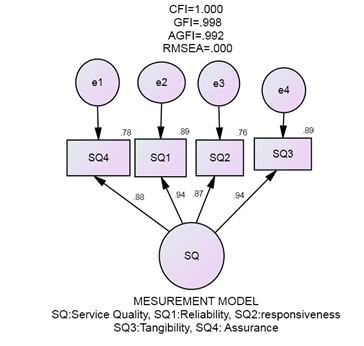 CFI=1.000
GFI=.998
AGFI=.992
RMSEA=.000
e1 e2 e3 e4
.78 .89 .76 .89
SQ4 SQ1 SQ2 SQ3
.88 .94 .87 .94
SQ
MESUREMENT MODEL
SQ:Service Quality, SQ1:Reliability, SQ2:responsiveness
SQ3:Tangibility, SQ4: Assurance